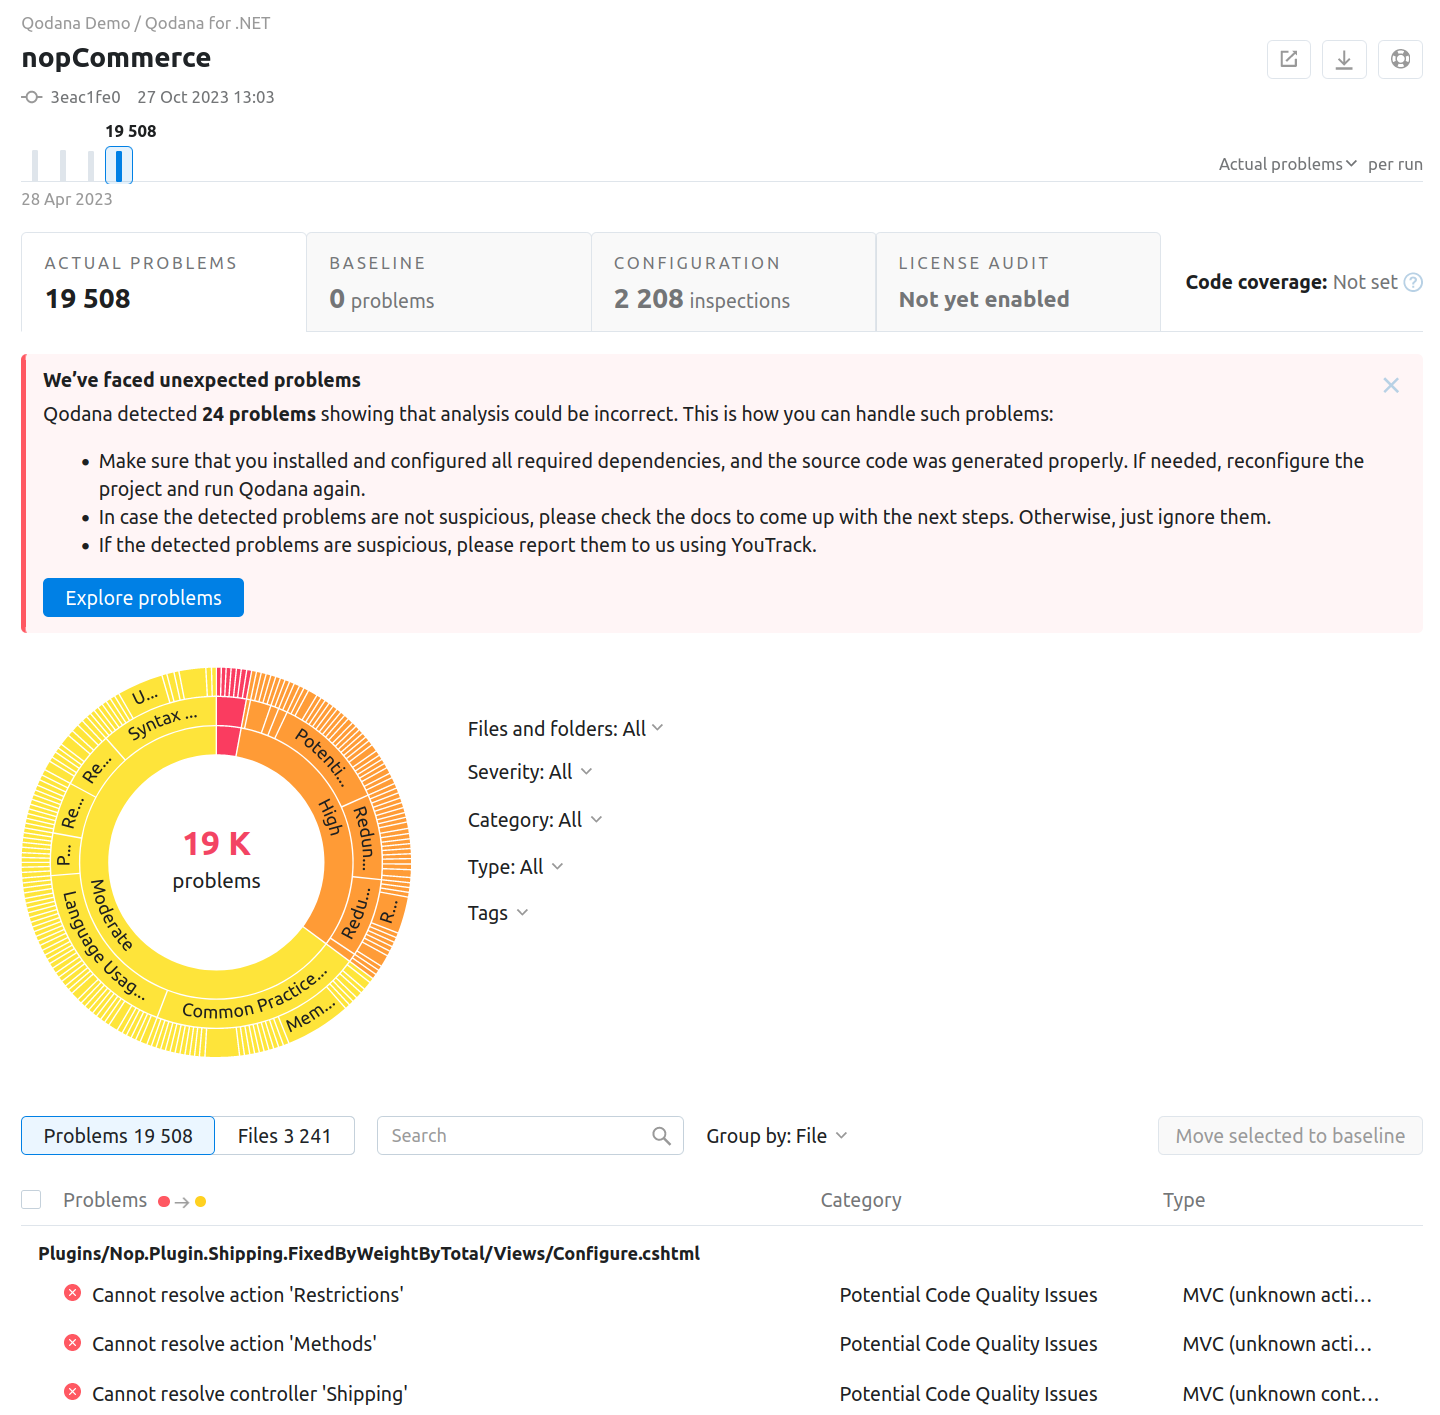 Qodana Demo / Qodana for .NET
nopCommerce
3eac1fe0 27 Oct 2023 13:03
19 508
Actual problems per run
28 Apr 2023
ACTUAL PROBLEMS
19 508
BASELINE
0 problems
CONFIGURATION
2 208 inspections
LICENSE AUDIT
Not yet enabled
Code coverage: Not set ?
We've faced unexpected problems
Qodana detected 24 problems showing that analysis could be incorrect. This is how you can handle such problems:
• Make sure that you installed and configured all required dependencies, and the source code was generated properly. If needed, reconfigure the
project and run Qodana again.
• In case the detected problems are not suspicious, please check the docs to come up with the next steps. Otherwise, just ignore them.
• If the detected problems are suspicious, please report them to us using YouTrack.
Explore problems
U...
Syntax ...
Re...
Re...
P...
Language Usag...
Moderate
Common Practice...
Mem...
High
Potenti...
Redun...
Redu...
R...
19 K
problems
Files and folders: All
Severity: All
Category: All
Type: All
Tags
Problems 19 508
Files 3 241
Search
Group by: File
Move selected to baseline
Problems
Category
Type
Plugins/Nop.Plugin.Shipping.FixedByWeightByTotal/Views/Configure.cshtml
Cannot resolve action 'Restrictions' Potential Code Quality Issues MVC (unknown acti...
Cannot resolve action 'Methods' Potential Code Quality Issues MVC (unknown acti...
Cannot resolve controller 'Shipping' Potential Code Quality Issues MVC (unknown cont...